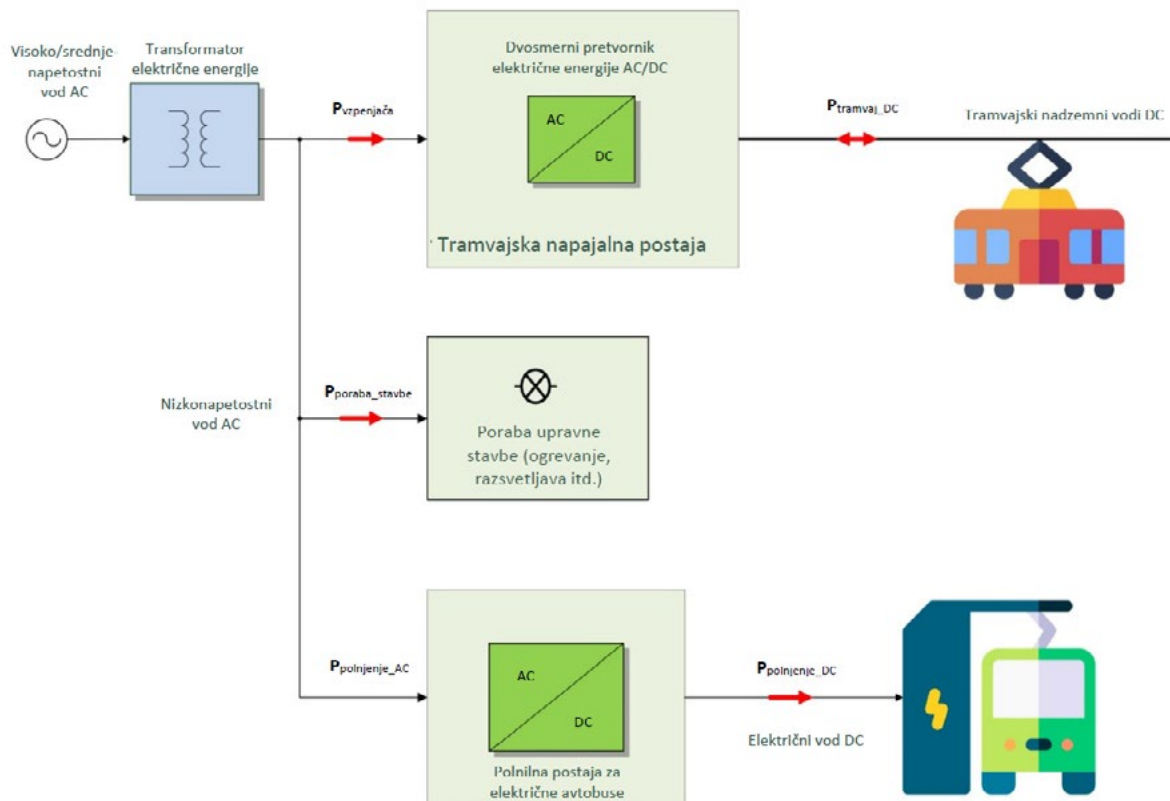 Visoko/srednje-
napetostni
vod AC
Transformator
električne energije
Dvosmerni pretvornik
električne energije AC/DC
Pvzpenjača
AC
DC
Ptramvaj_DC
Tramvajski nadzemni vodi DC
Tramvajska napajalna postaja
Pporaba_stavbe
Nizkonapetostni
vod AC
Poraba upravne
stavbe (ogrevanje,
razsvetljava itd.)
Ppolnjenje_AC
AC
DC
Ppolnjenje_DC
Električni vod DC
Polnilna postaja za
električne avtobuse